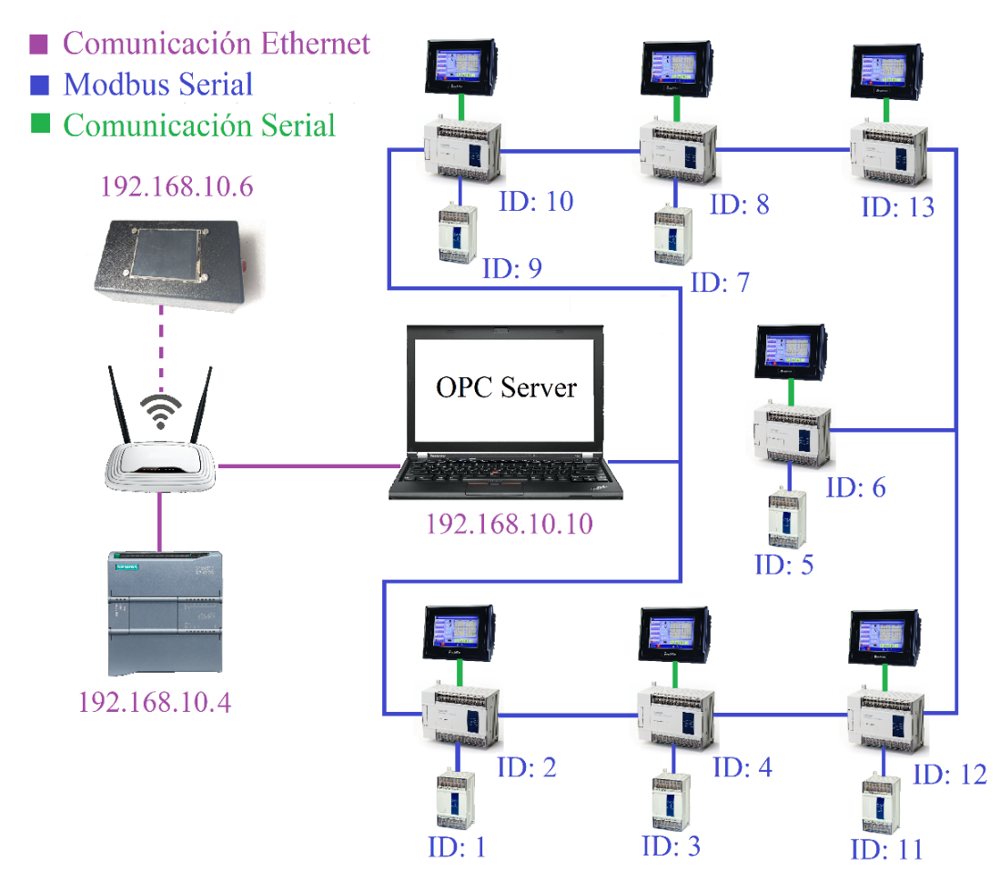 Comunicación Ethernet
Modbus Serial
Comunicación Serial
192.168.10.6
ID: 10
ID: 8
ID: 13
ID: 9
ID: 7
OPC Server
192.168.10.10
ID: 6
ID: 5
SIEMENS
192.168.10.4
ID: 2
ID: 4
ID: 12
ID: 1
ID: 3
ID: 11